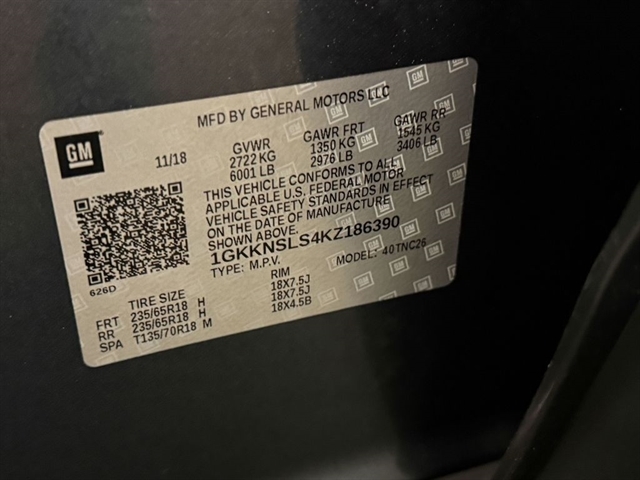 MFD BY GENERAL MOTORS LLC
GM
11/18
GVWR GAWR FRT GAWR RR
2722 KG 1350 KG 1545 KG
6001 LB 2976 LB 3406 LB
THIS VEHICLE CONFORMS TO ALL
APPLICABLE U.S. FEDERAL MOTOR
VEHICLE SAFETY STANDARDS IN EFFECT
ON THE DATE OF MANUFACTURE
SHOWN ABOVE.
1GKKNSLS4KZ186390
TYPE: M.P.V. MODEL: 40 TNC26
626D
TIRE SIZE RIM
FRT 235/65R18 H 18X7.5J
RR 235/65R18 H 18X7.5J
SPA T135/70R18 M 18X4.5B